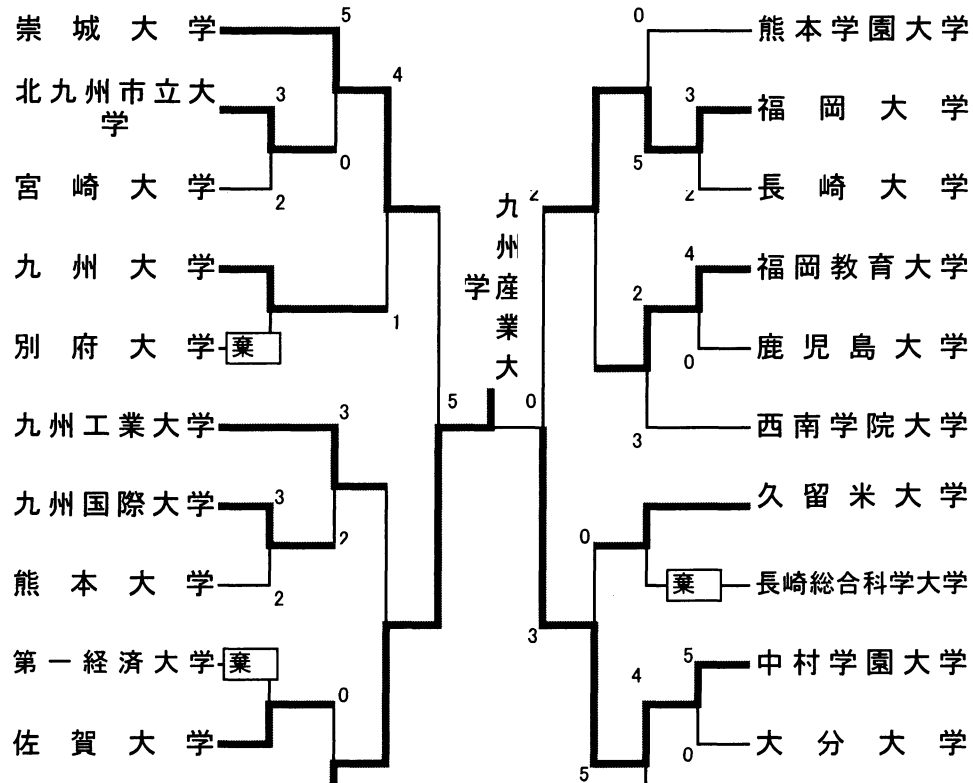 崇城大学
5
4
北九州市立大
学
3
0
宮崎大学
2
九州大学
1
別府大学
棄
九州工業大学
3
九州国際大学
3
2
熊本大学
2
第一経済大学
棄
0
佐賀大学
九州産業大
学
5
0
2
3
0
熊本学園大学
3
福岡大学
5
2
長崎大学
4
福岡教育大学
2
0
鹿児島大学
3
西南学院大学
久留米大学
0
棄
長崎総合科学大学
5
中村学園大学
4
0
大分大学
5